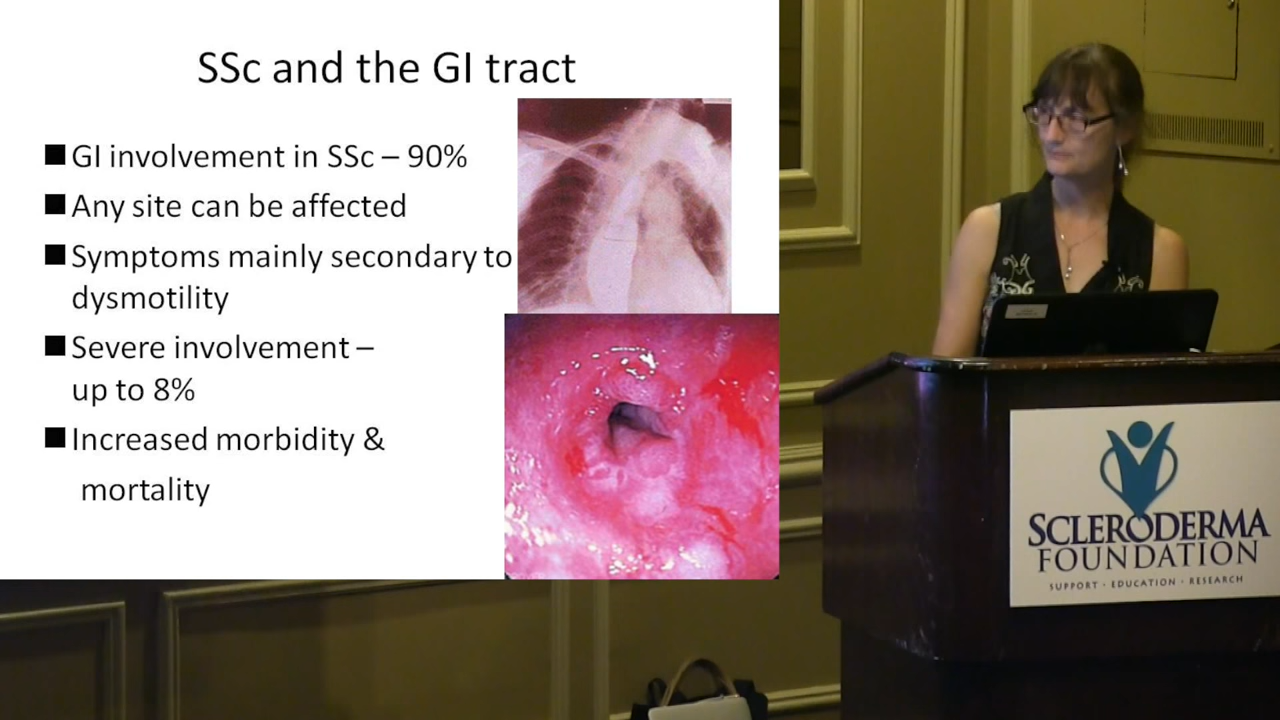 SSc and the GI tract
■ GI involvement in SSc – 90%
■ Any site can be affected
■ Symptoms mainly secondary to
dysmotility
■ Severe involvement –
up to 8%
■ Increased morbidity &
mortality
SCLERODERMA
FOUNDATION
SUPPORT · EDUCATION · RESEARCH